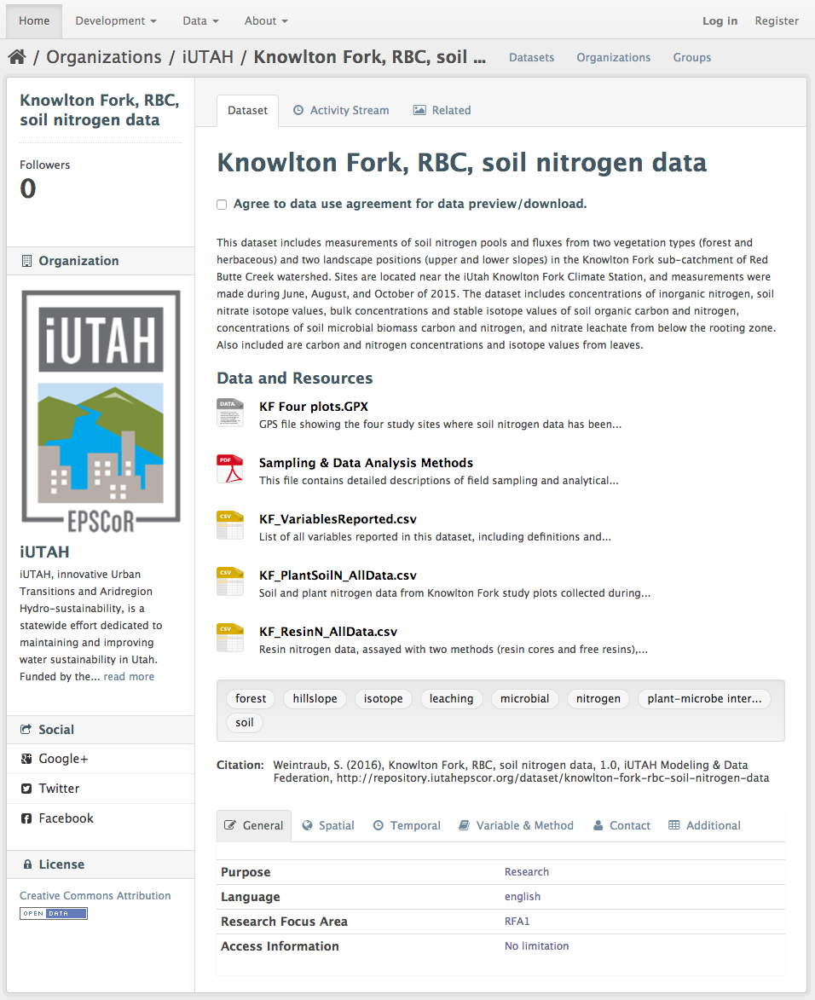 Home Development Data About Log in Register
/ Organizations / iUTAH / Knowlton Fork, RBC, soil ... Datasets Organizations Groups
Knowlton Fork, RBC,
soil nitrogen data
Followers
0
Organization
iUTAH
EPSCoR
iUTAH
iUTAH, innovative Urban
Transitions and Aridregion
Hydro-sustainability, is a
statewide effort dedicated to
maintaining and improving
water sustainability in Utah.
Funded by the... read more
Social
Google+
Twitter
Facebook
License
Creative Commons Attribution
OPEN DATA
Dataset Activity Stream Related
Knowlton Fork, RBC, soil nitrogen data
Agree to data use agreement for data preview/download.
This dataset includes measurements of soil nitrogen pools and fluxes from two vegetation types (forest and
herbaceous) and two landscape positions (upper and lower slopes) in the Knowlton Fork sub-catchment of Red
Butte Creek watershed. Sites are located near the iUtah Knowlton Fork Climate Station, and measurements were
made during June, August, and October of 2015. The dataset includes concentrations of inorganic nitrogen, soil
nitrate isotope values, bulk concentrations and stable isotope values of soil organic carbon and nitrogen,
concentrations of soil microbial biomass carbon and nitrogen, and nitrate leachate from below the rooting zone.
Also included are carbon and nitrogen concentrations and isotope values from leaves.
Data and Resources
DATA
KF Four plots.GPX
GPS file showing the four study sites where soil nitrogen data has been...
PDF
Sampling & Data Analysis Methods
This file contains detailed descriptions of field sampling and analytical...
CSV
KF_VariablesReported.csv
List of all variables reported in this dataset, including definitions and...
CSV
KF_PlantSoilN_AllData.csv
Soil and plant nitrogen data from Knowlton Fork study plots collected during...
CSV
KF_ResinN_AllData.csv
Resin nitrogen data, assayed with two methods (resin cores and free resins),...
forest hillslope isotope leaching microbial nitrogen plant-microbe inter...
soil
Citation: Weintraub, S. (2016), Knowlton Fork, RBC, soil nitrogen data, 1.0, iUTAH Modeling & Data
Federation, http://repository.iutahepscor.org/dataset/knowlton-fork-rbc-soil-nitrogen-data
General Spatial Temporal Variable & Method Contact Additional
Purpose Research
Language english
Research Focus Area RFA1
Access Information No limitation